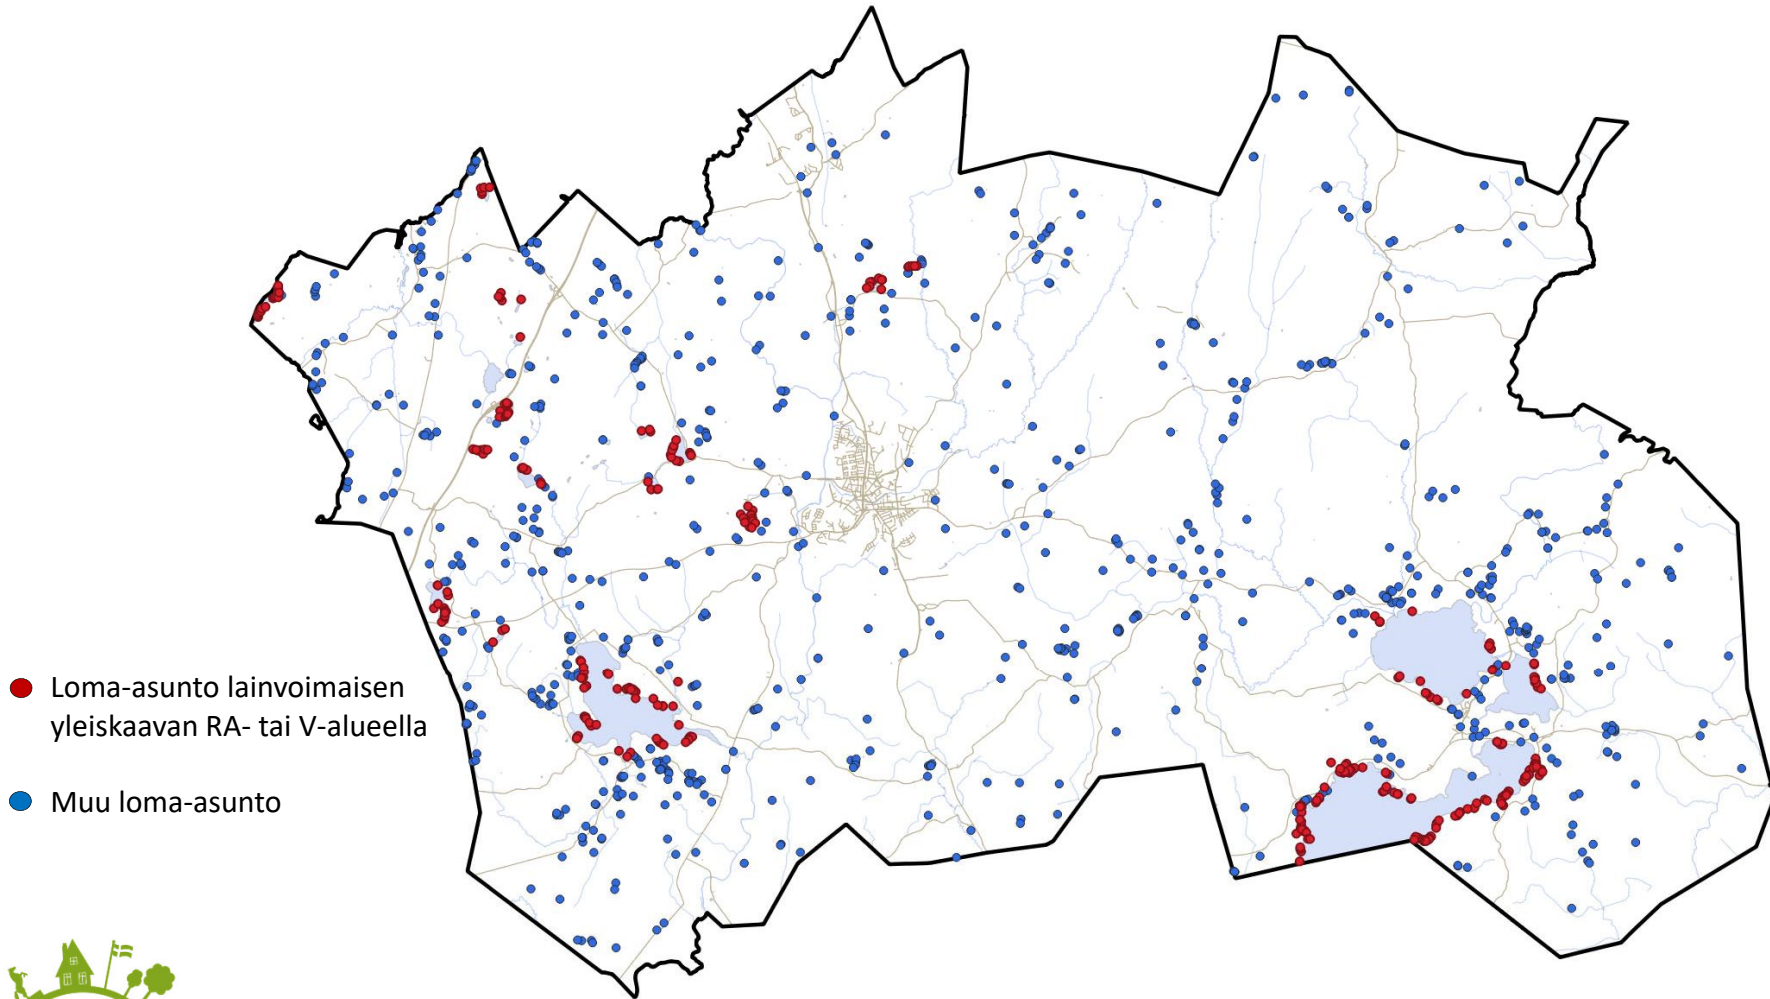 Loma-asunto lainvoimaisen
yleiskaavan RA- tai V-alueella
Muu loma-asunto